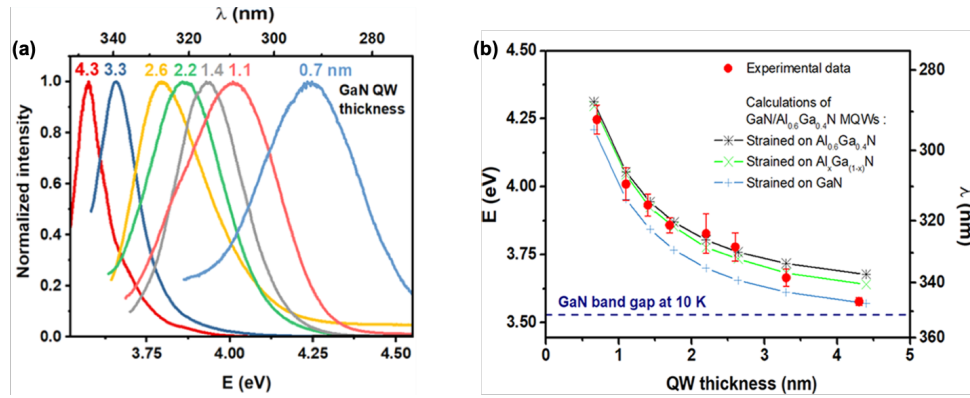 (a)
λ (nm)
340 320 300 280
4.3 3.3 2.6 2.2 1.4 1.1 0.7 nm
GaN QW
thickness
Normalized intensity
1.0
0.8
0.6
0.4
0.2
0.0
3.75 4.00 4.25 4.50
E (eV)
(b)
E (eV)
4.50
4.25
4.00
3.75
3.50
Experimental data
Calculations of
GaN/Al0.6Ga0.4N MQWs :
Strained on Al0.6Ga0.4N
Strained on AlxGa(1-x)N
Strained on GaN
GaN band gap at 10 K
0 1 2 3 4 5
QW thickness (nm)
280
300
320
340
360
λ (nm)